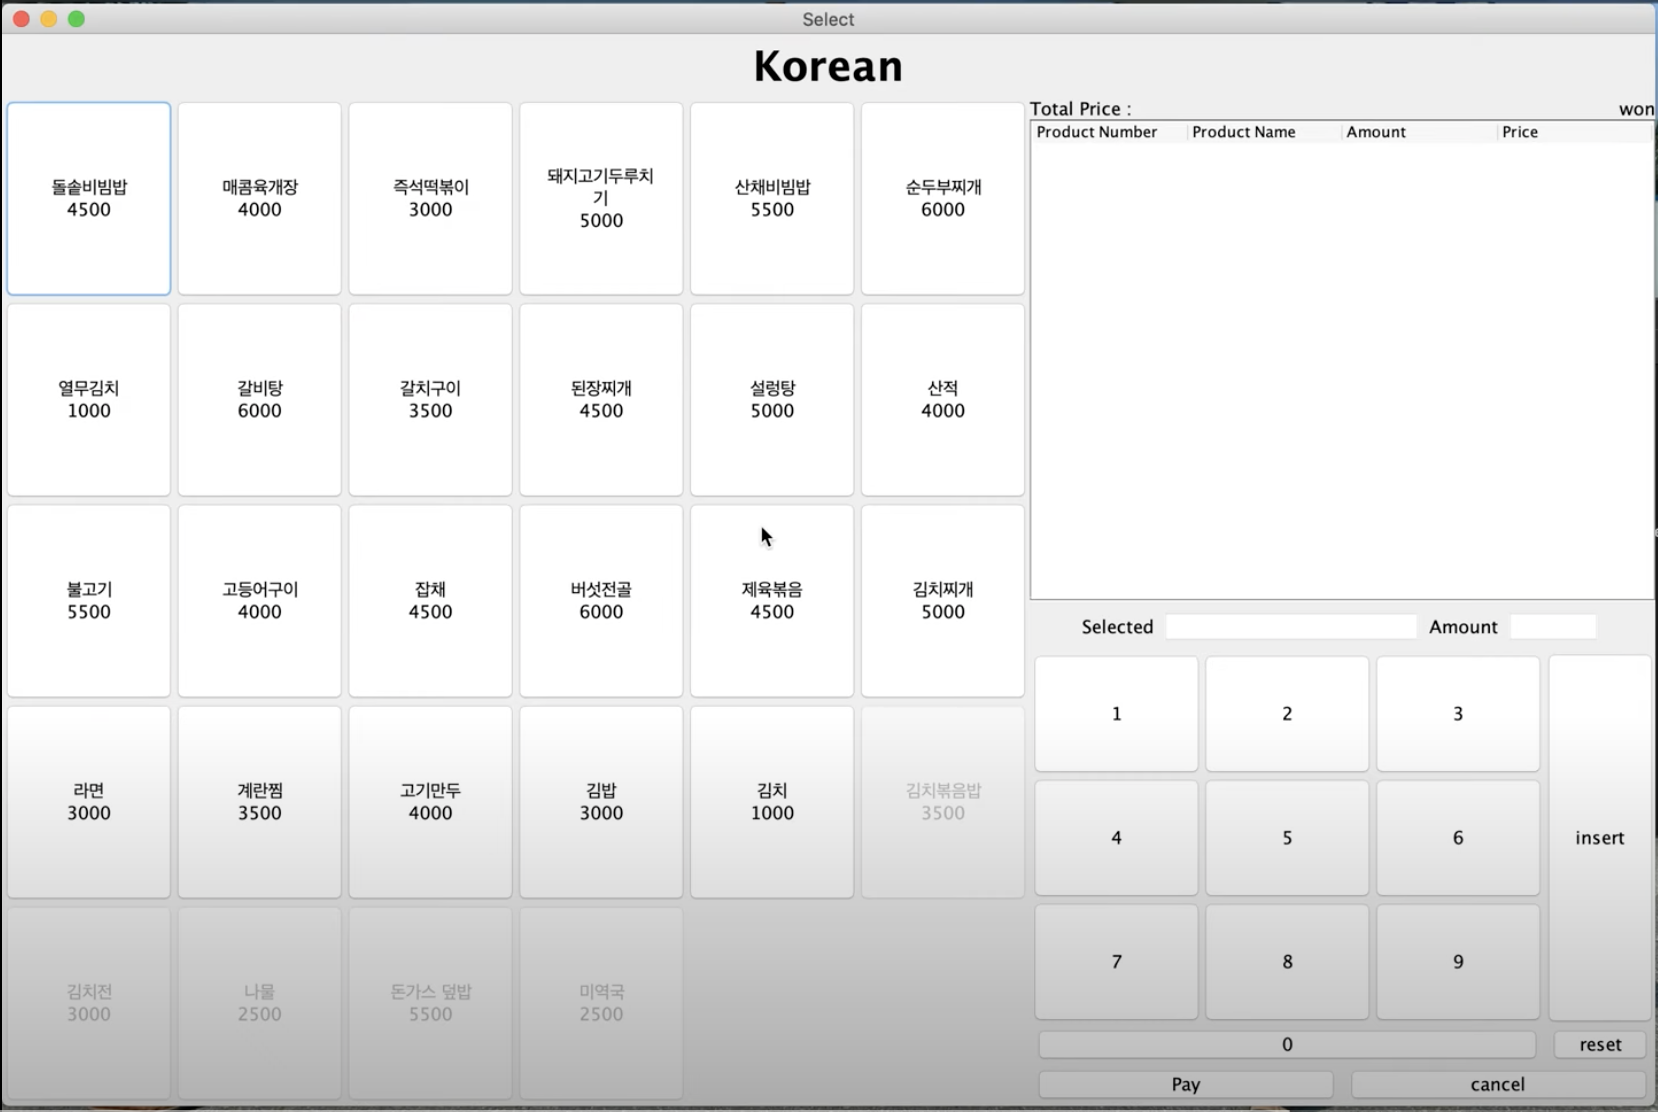 Select
Korean
돌솥비빔밥
4500
매콤육개장
4000
즉석떡볶이
3000
돼지고기두루치
기
5000
산채비빔밥
5500
순두부찌개
6000
열무김치
1000
갈비탕
6000
갈치구이
3500
된장찌개
4500
설렁탕
5000
산적
4000
불고기
5500
고등어구이
4000
잡채
4500
버섯전골
6000
제육볶음
4500
김치찌개
5000
라면
3000
계란찜
3500
고기만두
4000
김밥
3000
김치
1000
김치볶음밥
3500
김치전
3000
나물
2500
돈가스 덮밥
5500
미역국
2500
Total Price : won
Product Number Product Name Amount Price
Selected Amount
1 2 3
4 5 6 insert
7 8 9
0 reset
Pay cancel